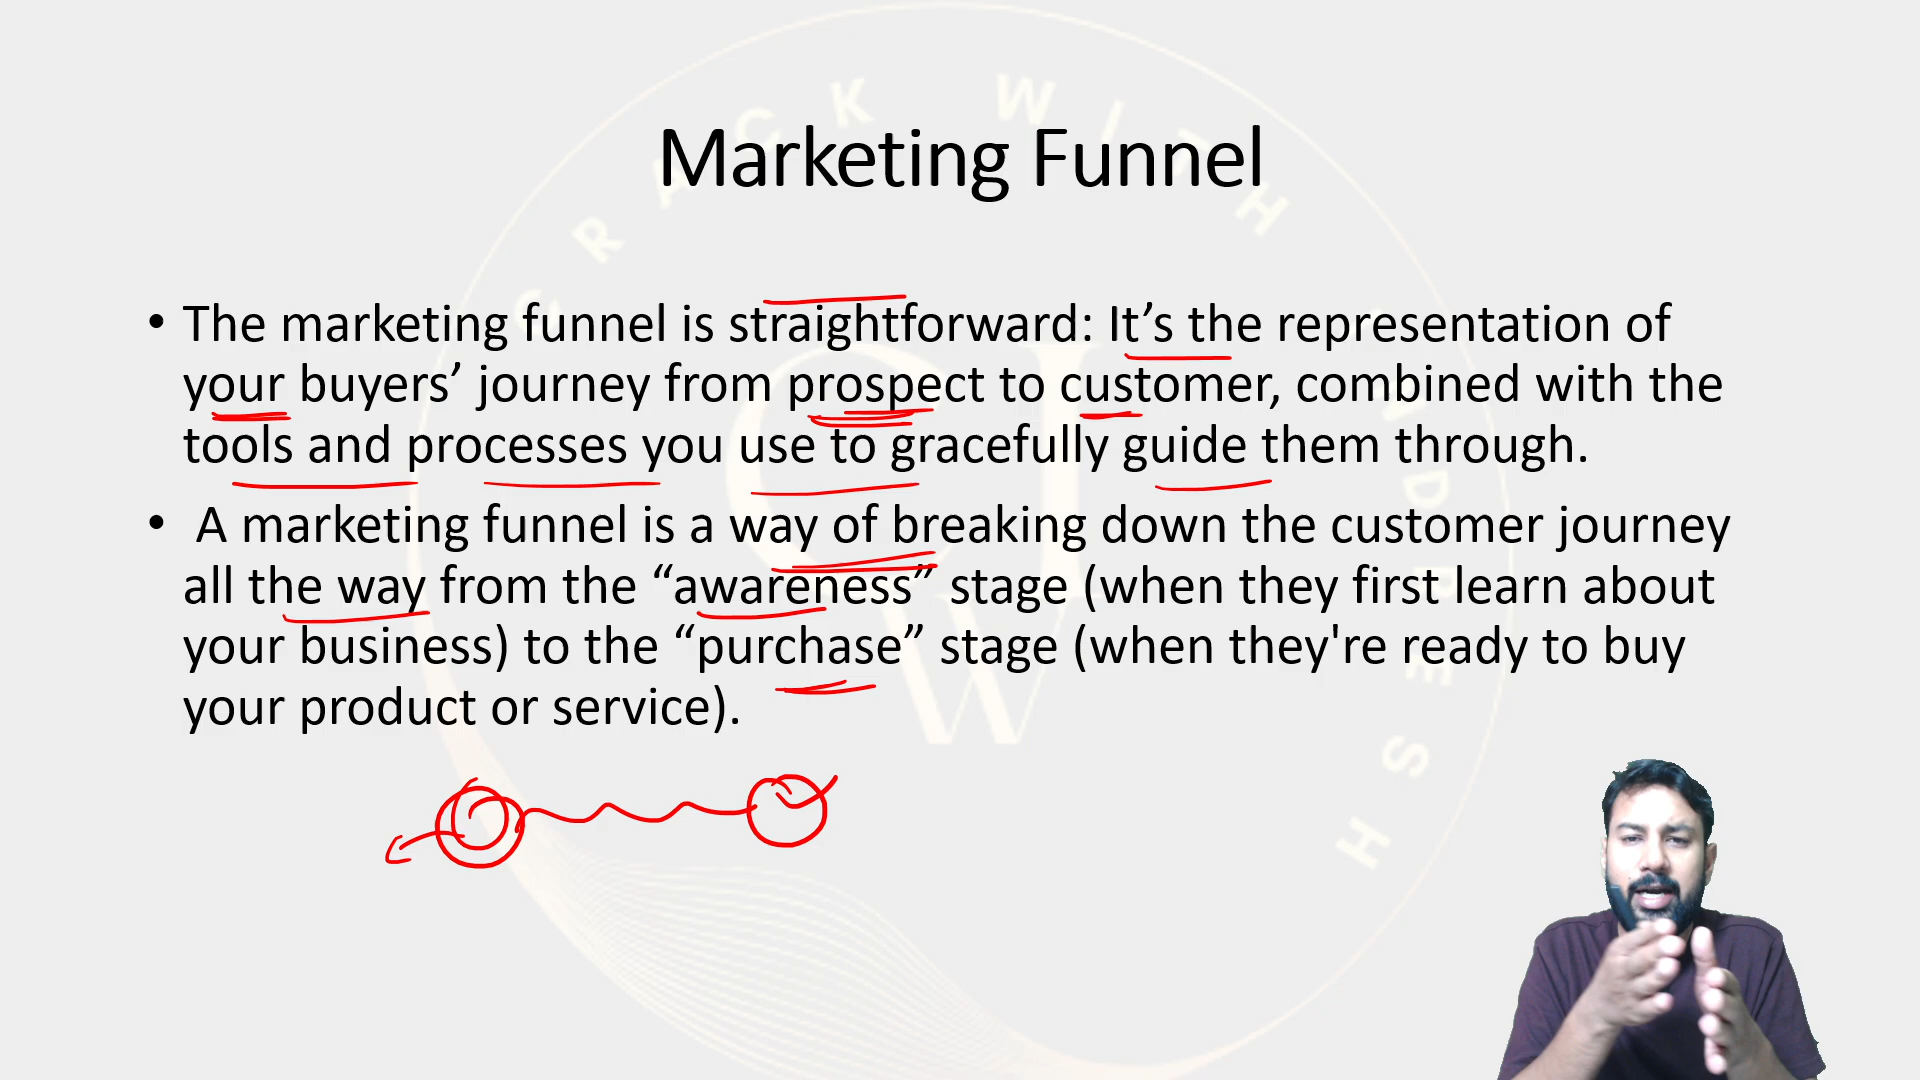 CRACK WITH
Marketing Funnel
• The marketing funnel is straightforward: It’s the representation of
your buyers’ journey from prospect to customer, combined with the
tools and processes you use to gracefully guide them through.
• A marketing funnel is a way of breaking down the customer journey
all the way from the “awareness” stage (when they first learn about
your business) to the “purchase” stage (when they're ready to buy
your product or service).